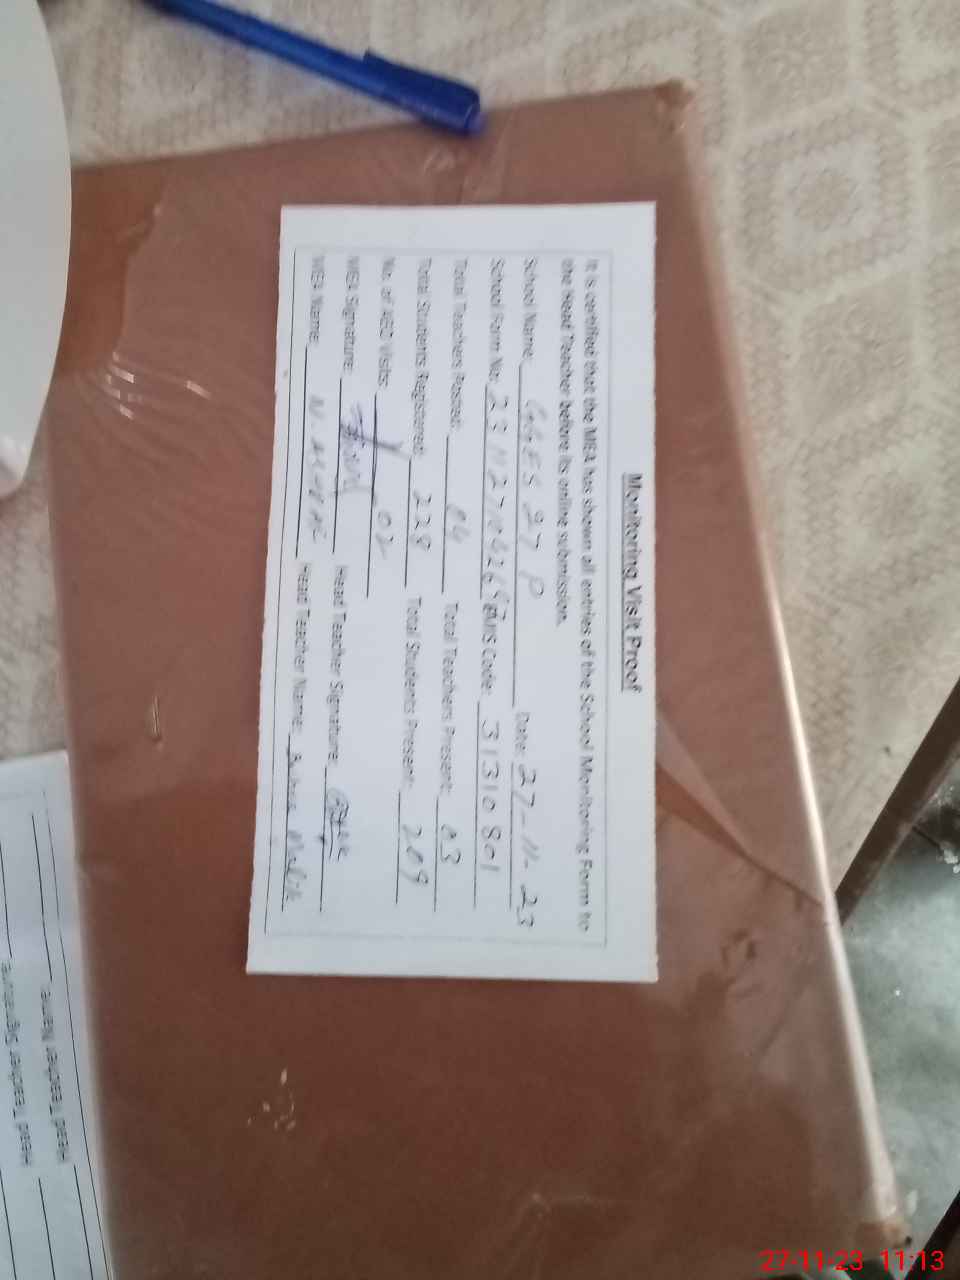 Monitoring Visit Proof
It is certified that the MEA has shown all entries of the School Monitoring Form to
the Head Teacher before its online submission.
School Name: GGES 27 P Date: 27-11-23
School Form No: EMIS Code: 31310801
Total Teachers Posted: 04 Total Teachers Present: 03
Total Students Registered: 228 Total Students Present: 209
No. of AEO Visits: 02
MEA Signature: Head Teacher Signature:
MEA Name: Head Teacher Name: Malik
Head Teacher Name:
Head Teacher Signature:
27-11-23 11:13